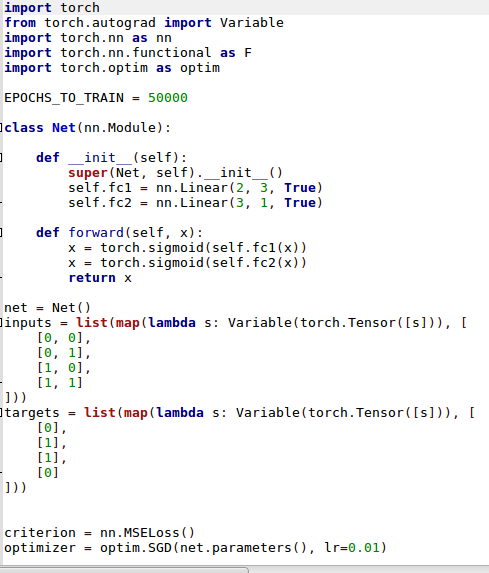 import torch
from torch.autograd import Variable
import torch.nn as nn
import torch.nn.functional as F
import torch.optim as optim

EPOCHS_TO_TRAIN = 50000

class Net(nn.Module):

    def __init__(self):
        super(Net, self).__init__()
        self.fc1 = nn.Linear(2, 3, True)
        self.fc2 = nn.Linear(3, 1, True)

    def forward(self, x):
        x = torch.sigmoid(self.fc1(x))
        x = torch.sigmoid(self.fc2(x))
        return x

net = Net()
inputs = list(map(lambda s: Variable(torch.Tensor([s])), [
    [0, 0],
    [0, 1],
    [1, 0],
    [1, 1]
]))
targets = list(map(lambda s: Variable(torch.Tensor([s])), [
    [0],
    [1],
    [1],
    [0]
]))


criterion = nn.MSELoss()
optimizer = optim.SGD(net.parameters(), lr=0.01)